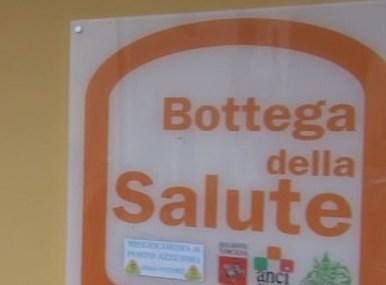 Bottega
della
Salute
anci